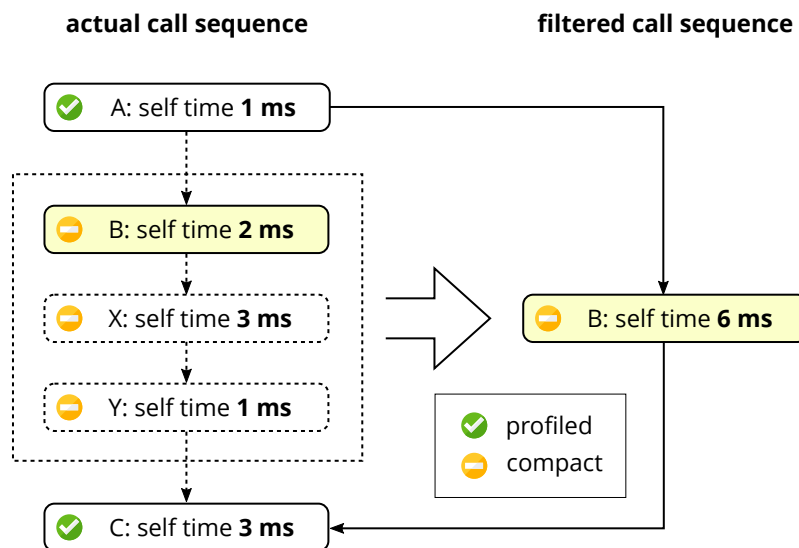 actual call sequence
filtered call sequence
A: self time 1 ms
B: self time 2 ms
X: self time 3 ms
B: self time 6 ms
Y: self time 1 ms
profiled
compact
C: self time 3 ms